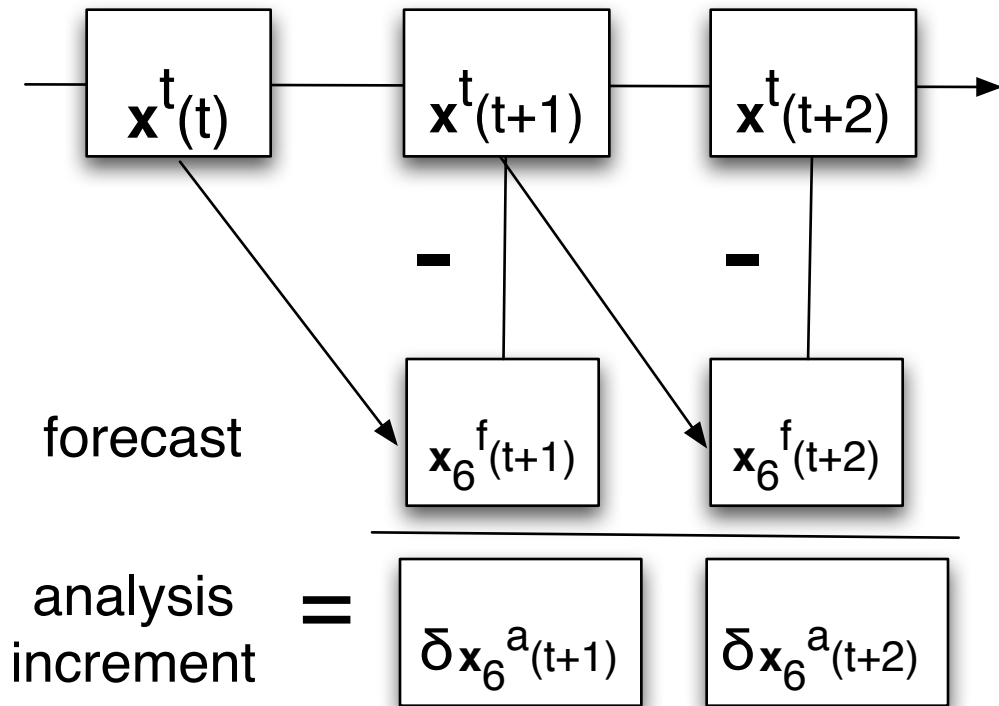 x^t(t) x^t(t+1) x^t(t+2)
- -
forecast x_6^f(t+1) x_6^f(t+2)
analysis
increment = δx_6^a(t+1) δx_6^a(t+2)